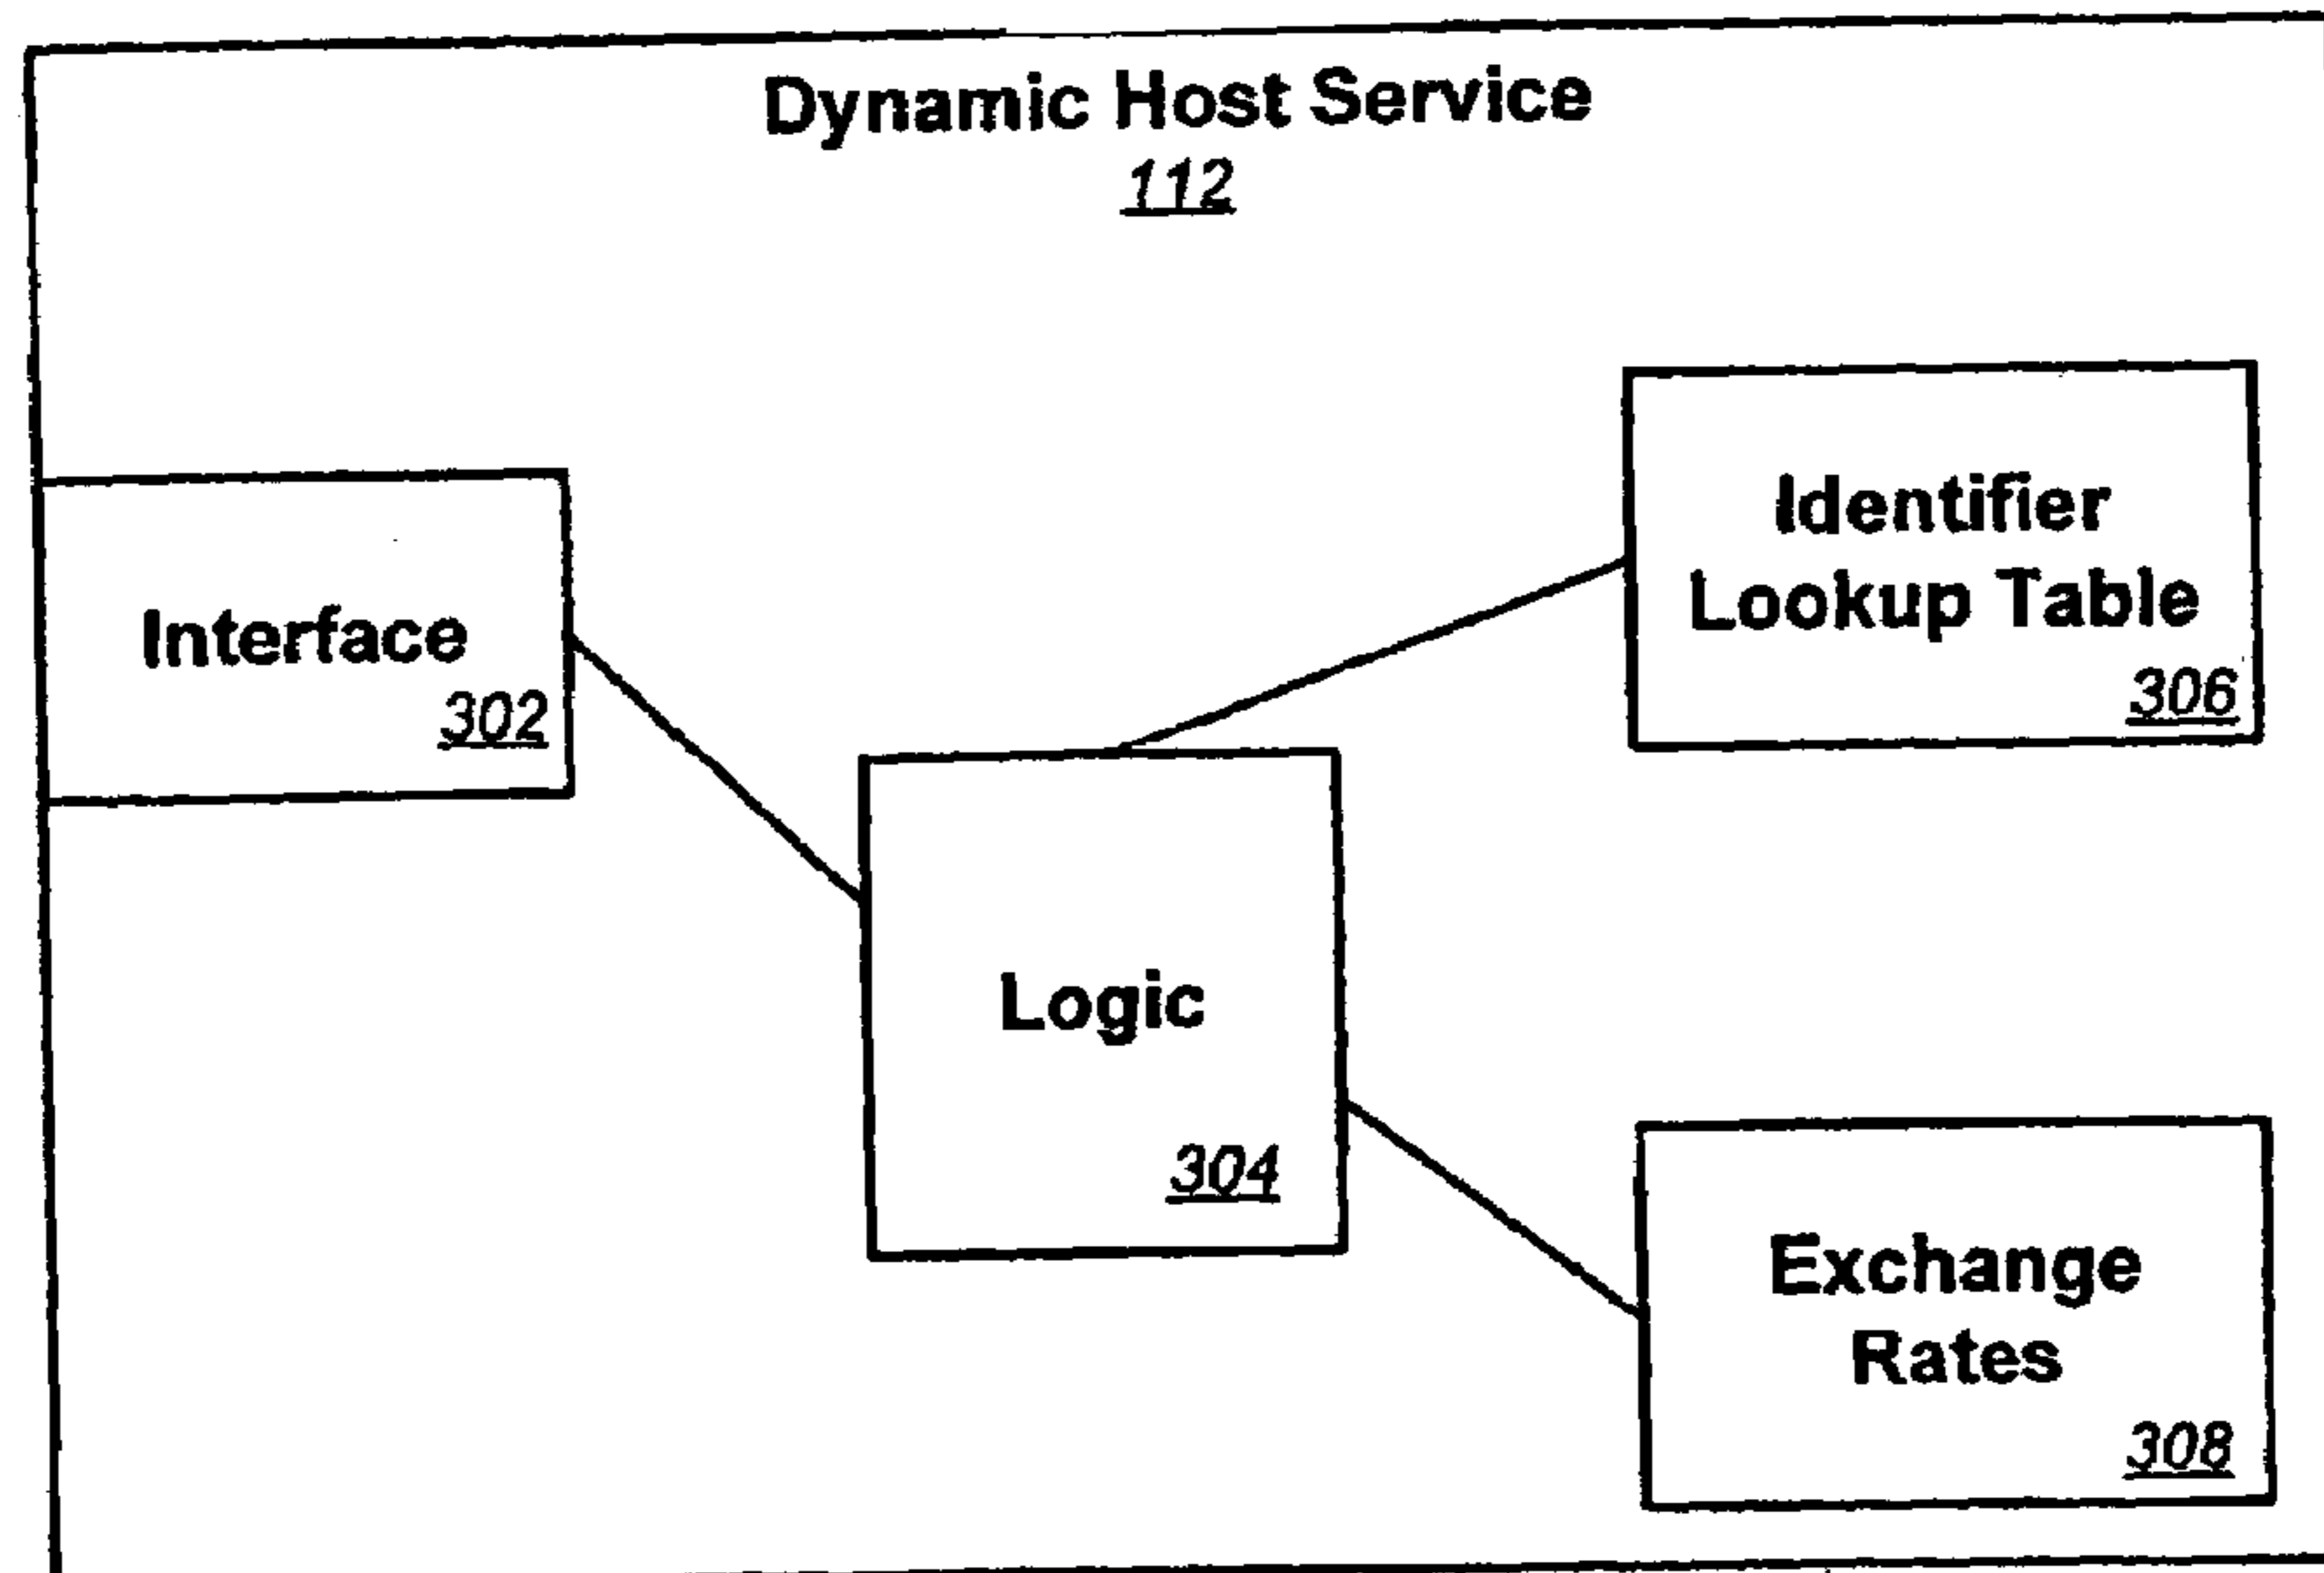 Dynamic Host Service
112
Interface
302
Identifier
Lookup Table
306
Logic
304
Exchange
Rates
308